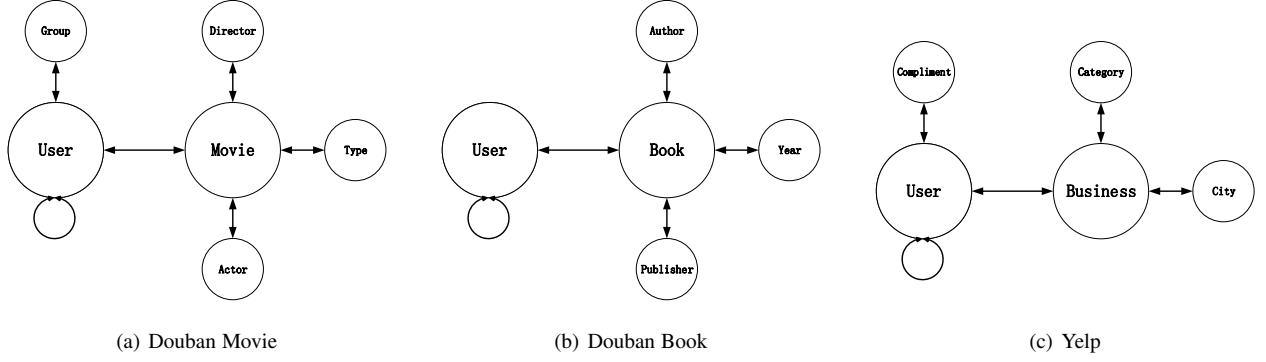 Group
Director
User
Movie
Type
Actor
(a) Douban Movie
Author
User
Book
Year
Publisher
(b) Douban Book
Compliment
Category
User
Business
City
(c) Yelp